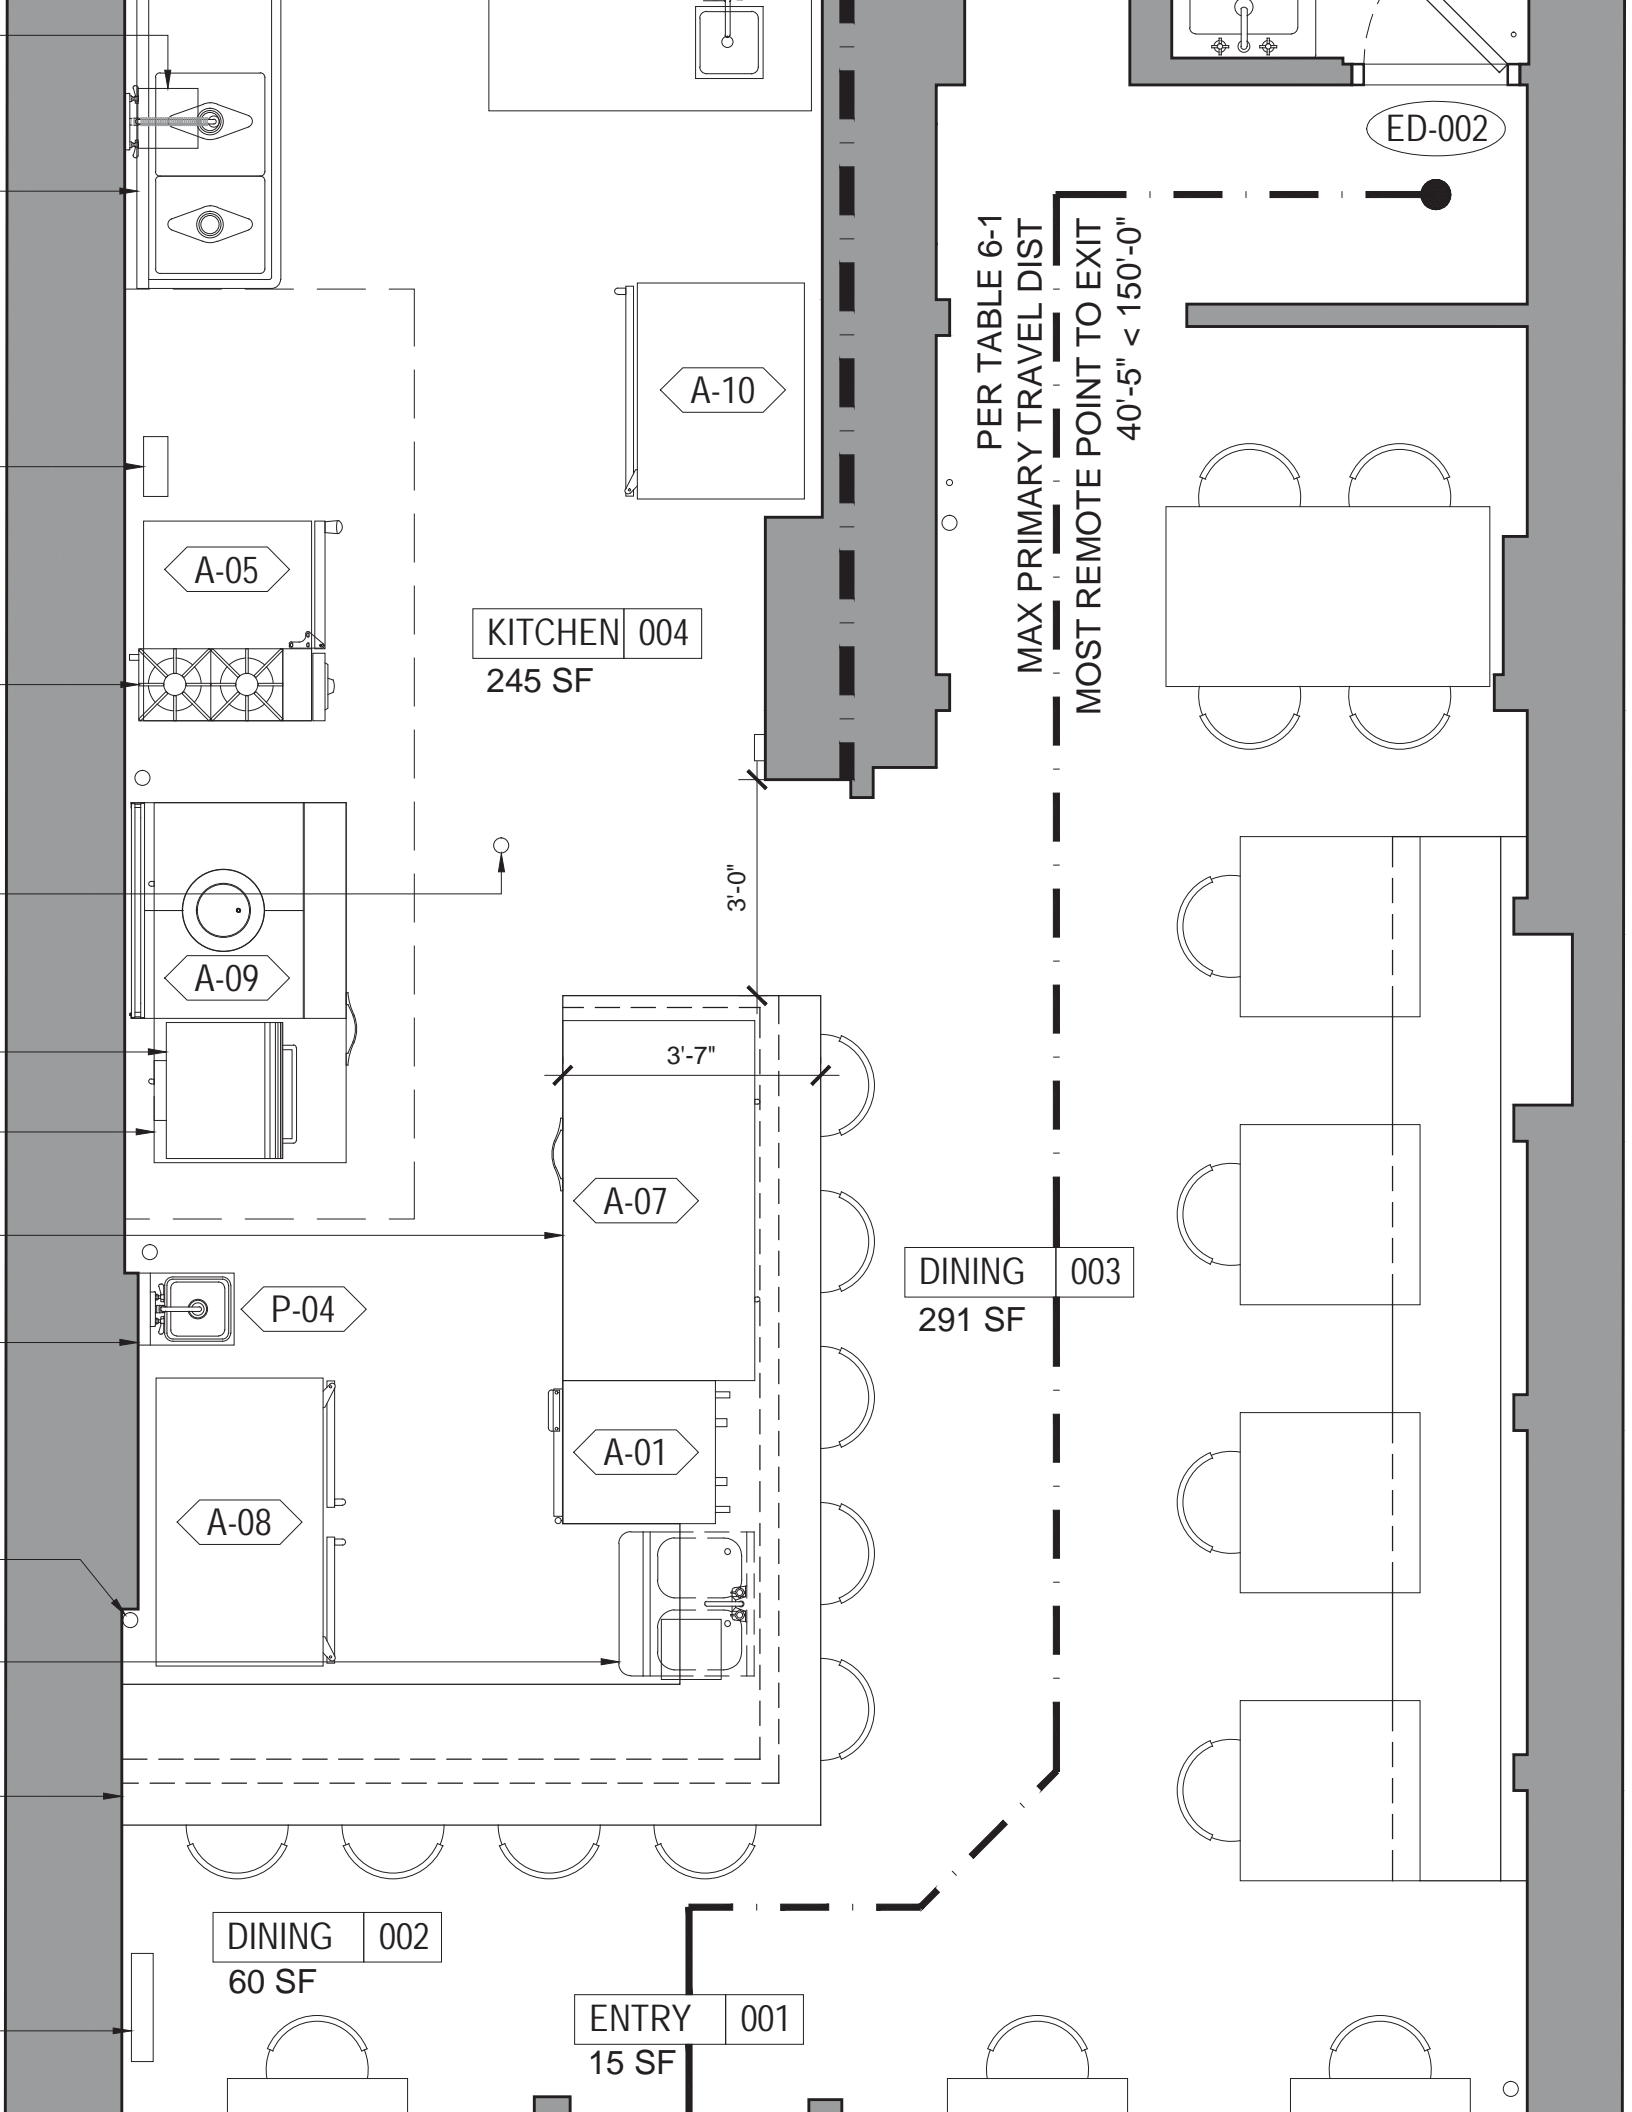 ED-002
PER TABLE 6-1
MAX PRIMARY TRAVEL DIST
MOST REMOTE POINT TO EXIT
40'-5" < 150'-0"
A-10
A-05
KITCHEN 004
245 SF
3'-0"
A-09
3'-7"
A-07
DINING 003
291 SF
P-04
A-01
A-08
DINING 002
60 SF
ENTRY 001
15 SF